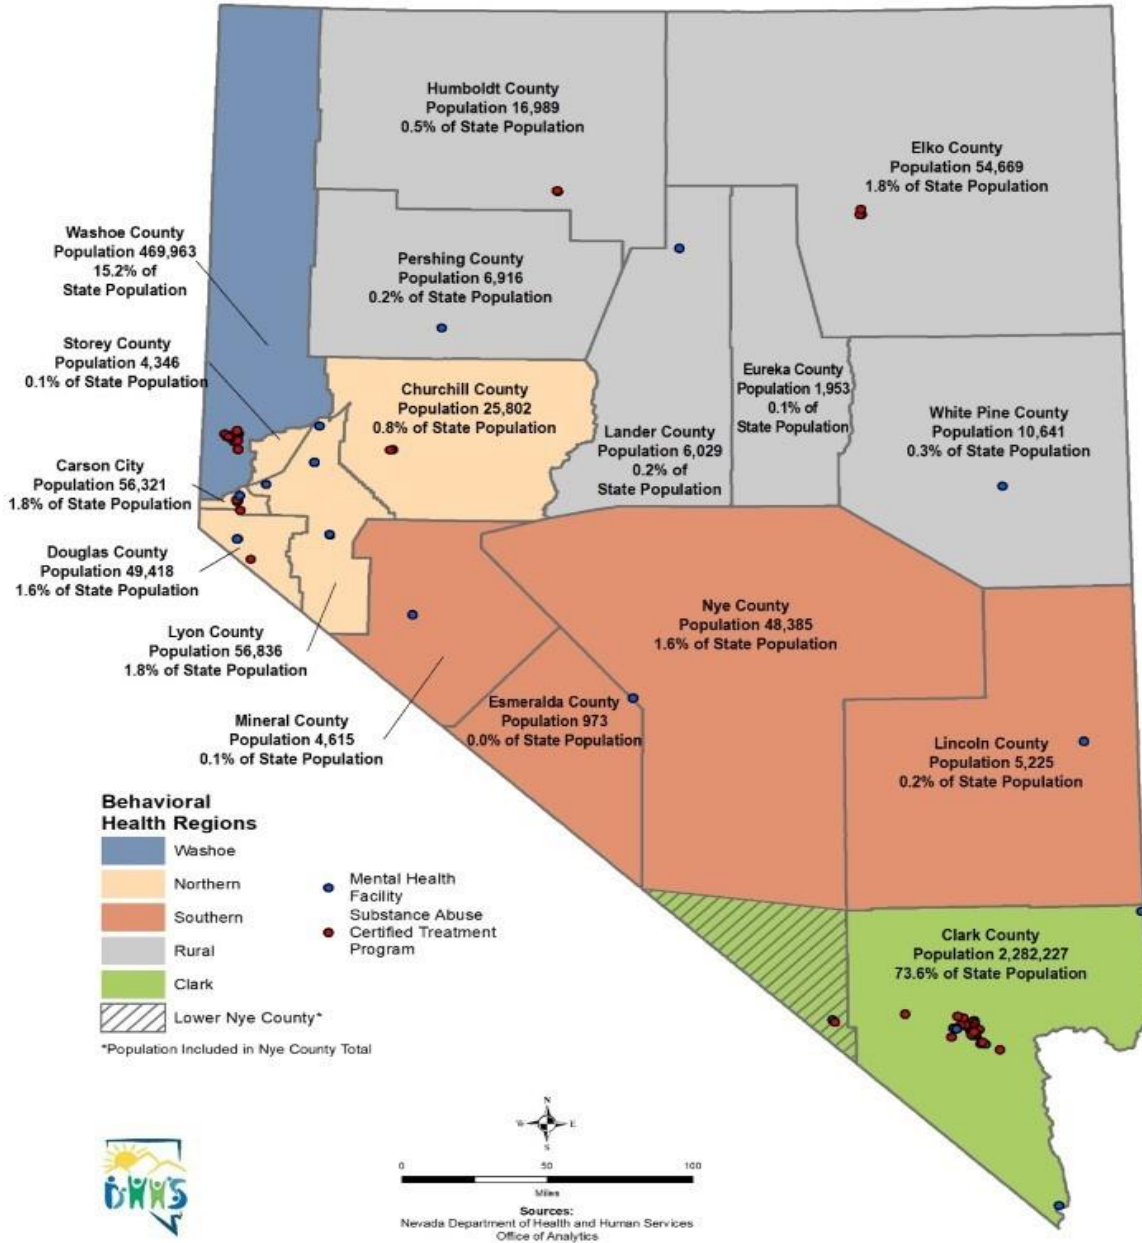 Humboldt County
Population 16,989
0.5% of State Population
Elko County
Population 54,669
1.8% of State Population
Washoe County
Population 469,963
15.2% of
State Population
Pershing County
Population 6,916
0.2% of State Population
Storey County
Population 4,346
0.1% of State Population
Churchill County
Population 25,802
0.8% of State Population
Eureka County
Population 1,953
0.1% of
State Population
Lander County
Population 6,029
0.2% of
State Population
White Pine County
Population 10,641
0.3% of State Population
Carson City
Population 56,321
1.8% of State Population
Douglas County
Population 49,418
1.6% of State Population
Lyon County
Population 56,836
1.8% of State Population
Nye County
Population 48,385
1.6% of State Population
Mineral County
Population 4,615
0.1% of State Population
Esmeralda County
Population 973
0.0% of State Population
Lincoln County
Population 5,225
0.2% of State Population
Clark County
Population 2,282,227
73.6% of State Population
Behavioral
Health Regions
Washoe
Northern
Southern
Rural
Clark
Lower Nye County*
*Population Included in Nye County Total
Mental Health
Facility
Substance Abuse
Certified Treatment
Program
N
W E
S
0 50 100
Miles
Sources:
Nevada Department of Health and Human Services
Office of Analytics
DHHS